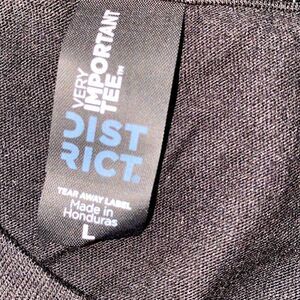 VERY
IMPORTANT
TEE™
DIST
RICT®
TEAR AWAY LABEL
Made in
Honduras
L